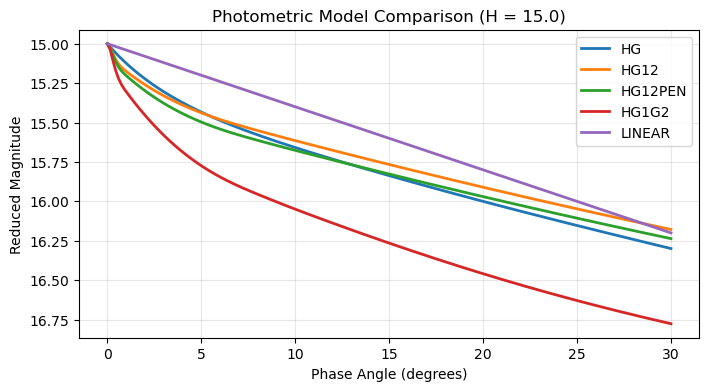 Photometric Model Comparison (H = 15.0)
Reduced Magnitude
15.00
15.25
15.50
15.75
16.00
16.25
16.50
16.75
HG
HG12
HG12PEN
HG1G2
LINEAR
0
5
10
15
20
25
30
Phase Angle (degrees)